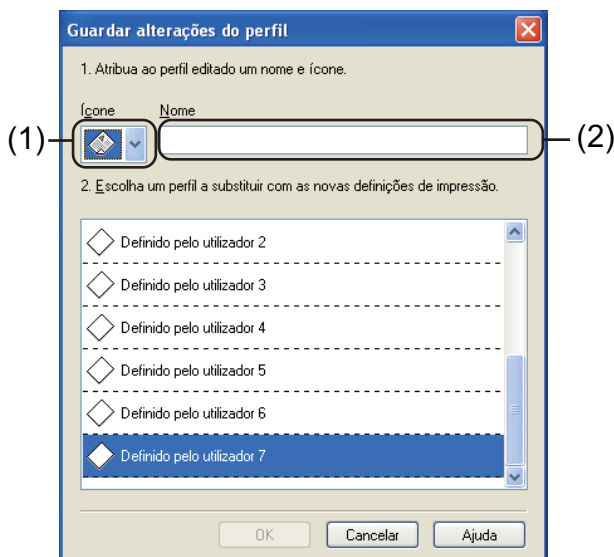 Guardar alterações do perfil
1. Atribua ao perfil editado um nome e ícone.
Ícone Nome
(1) (2)
2. Escolha um perfil a substituir com as novas definições de impressão.
Definido pelo utilizador 2
Definido pelo utilizador 3
Definido pelo utilizador 4
Definido pelo utilizador 5
Definido pelo utilizador 6
Definido pelo utilizador 7
OK Cancelar Ajuda